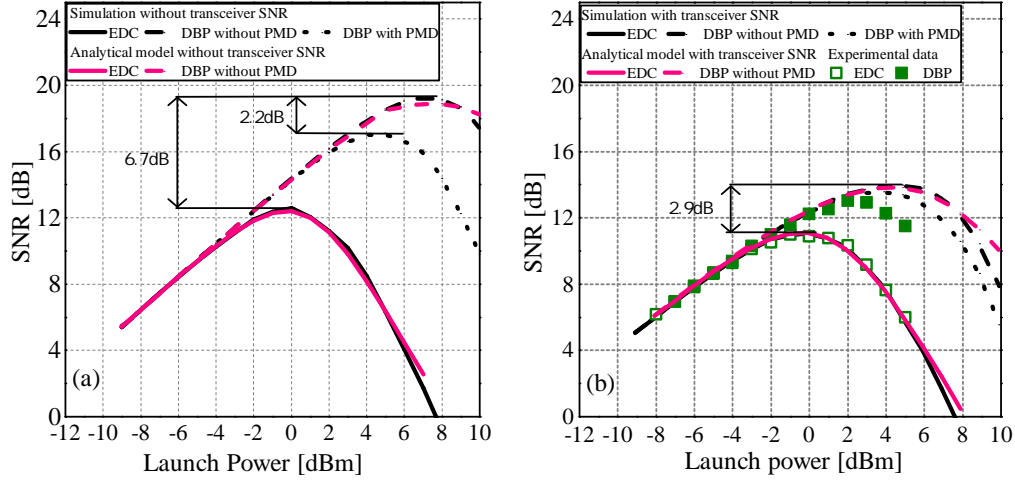 Simulation without transceiver SNR
EDC DBP without PMD DBP with PMD
Analytical model without transceiver SNR
EDC DBP without PMD
24
20
16
12
8
4
0
SNR [dB]
2.2dB
6.7dB
(a)
-12 -10 -8 -6 -4 -2 0 2 4 6 8 10
Launch Power [dBm]
Simulation with transceiver SNR
EDC DBP without PMD DBP with PMD
Analytical model with transceiver SNR Experimental data
EDC DBP without PMD EDC DBP
24
20
16
12
8
4
0
SNR [dB]
2.9dB
(b)
-12 -10 -8 -6 -4 -2 0 2 4 6 8 10
Launch power [dBm]